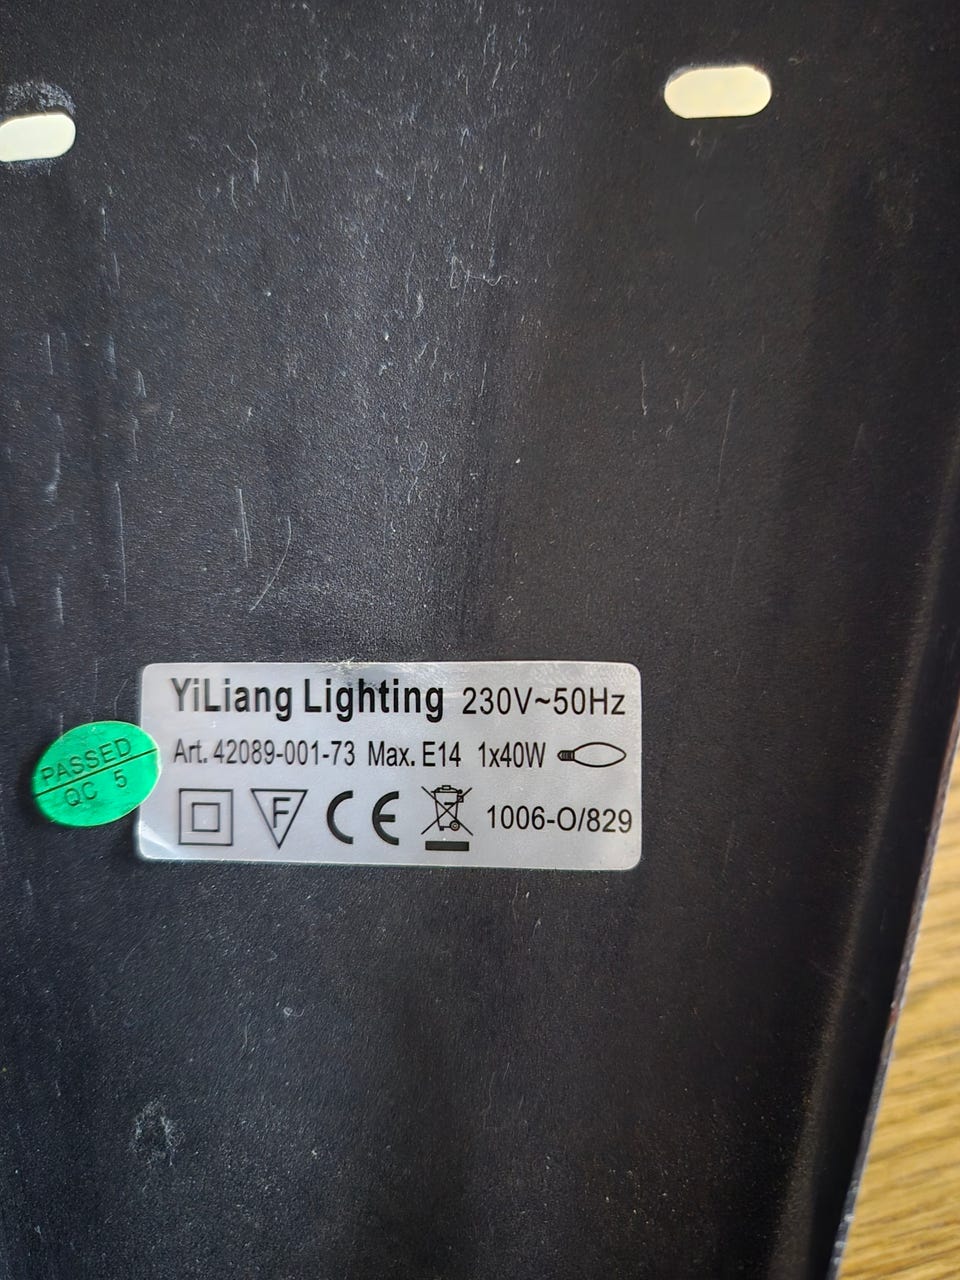 YiLiang Lighting 230V~50Hz
Art. 42089-001-73 Max. E14 1x40W
F CE 1006-O/829
PASSED
QC 5